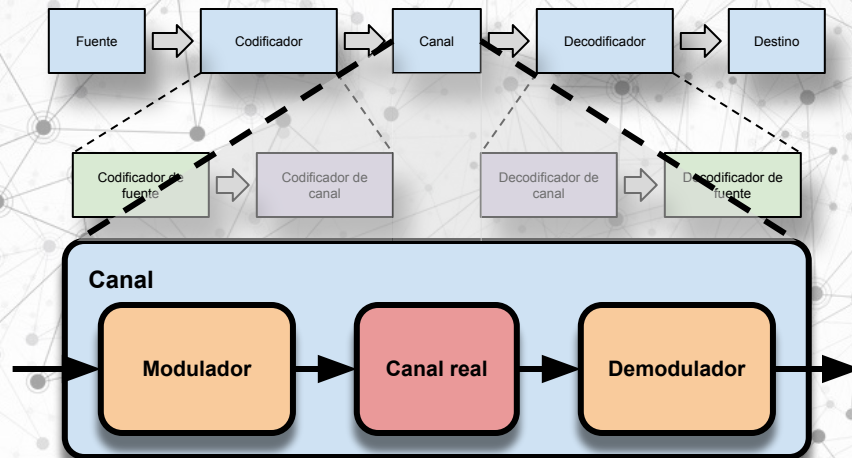 Fuente
Codificador
Canal
Decodificador
Destino
Codificador de
fuente
Codificador de
canal
Decodificador de
canal
Decodificador de
fuente
Canal
Modulador
Canal real
Demodulador